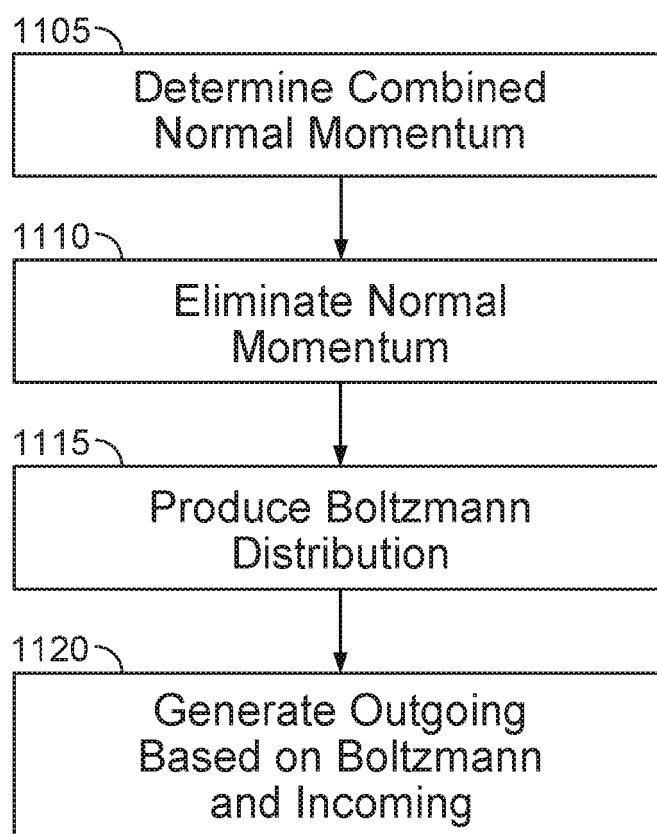 1105
Determine Combined
Normal Momentum
1110
Eliminate Normal
Momentum
1115
Produce Boltzmann
Distribution
1120
Generate Outgoing
Based on Boltzmann
and Incoming